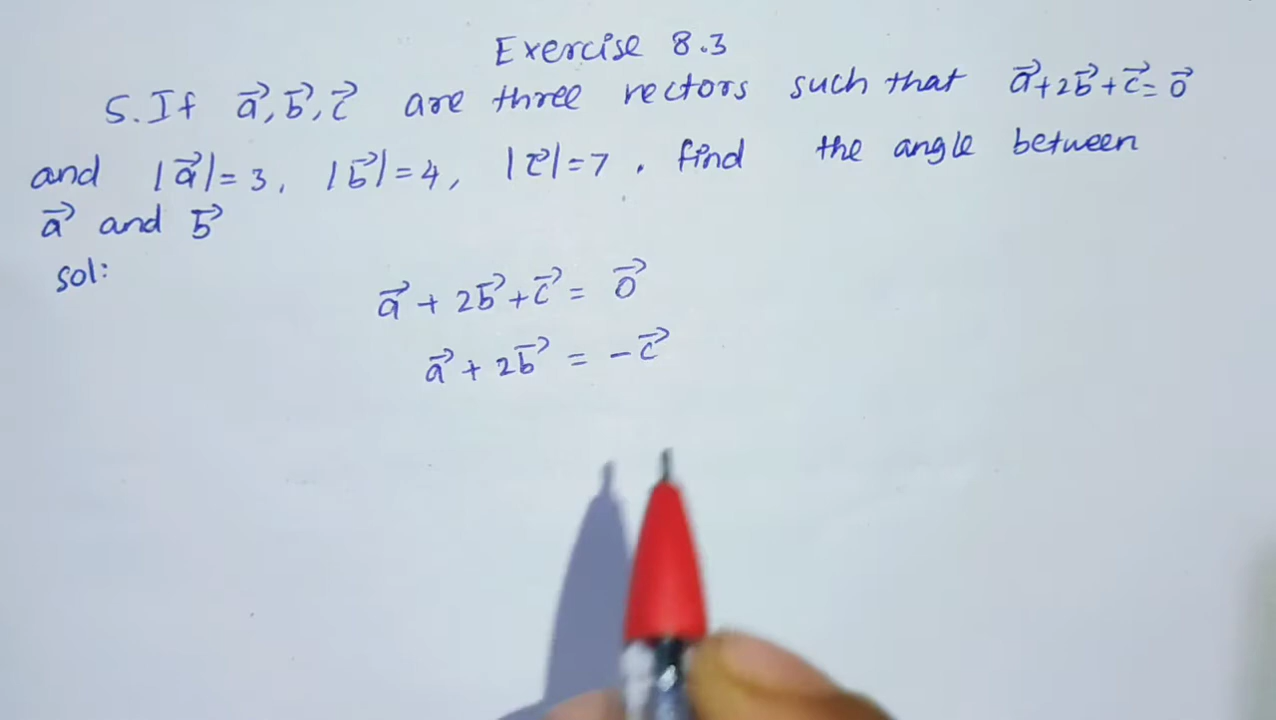 Exercise 8.3
5. If a⃗, b⃗, c⃗ are three vectors such that a⃗+2b⃗+c⃗=0⃗
and |a⃗|=3, |b⃗|=4, |c⃗|=7. find the angle between
a⃗ and b⃗
sol:
a⃗ + 2b⃗ + c⃗ = 0⃗
a⃗ + 2b⃗ = -c⃗